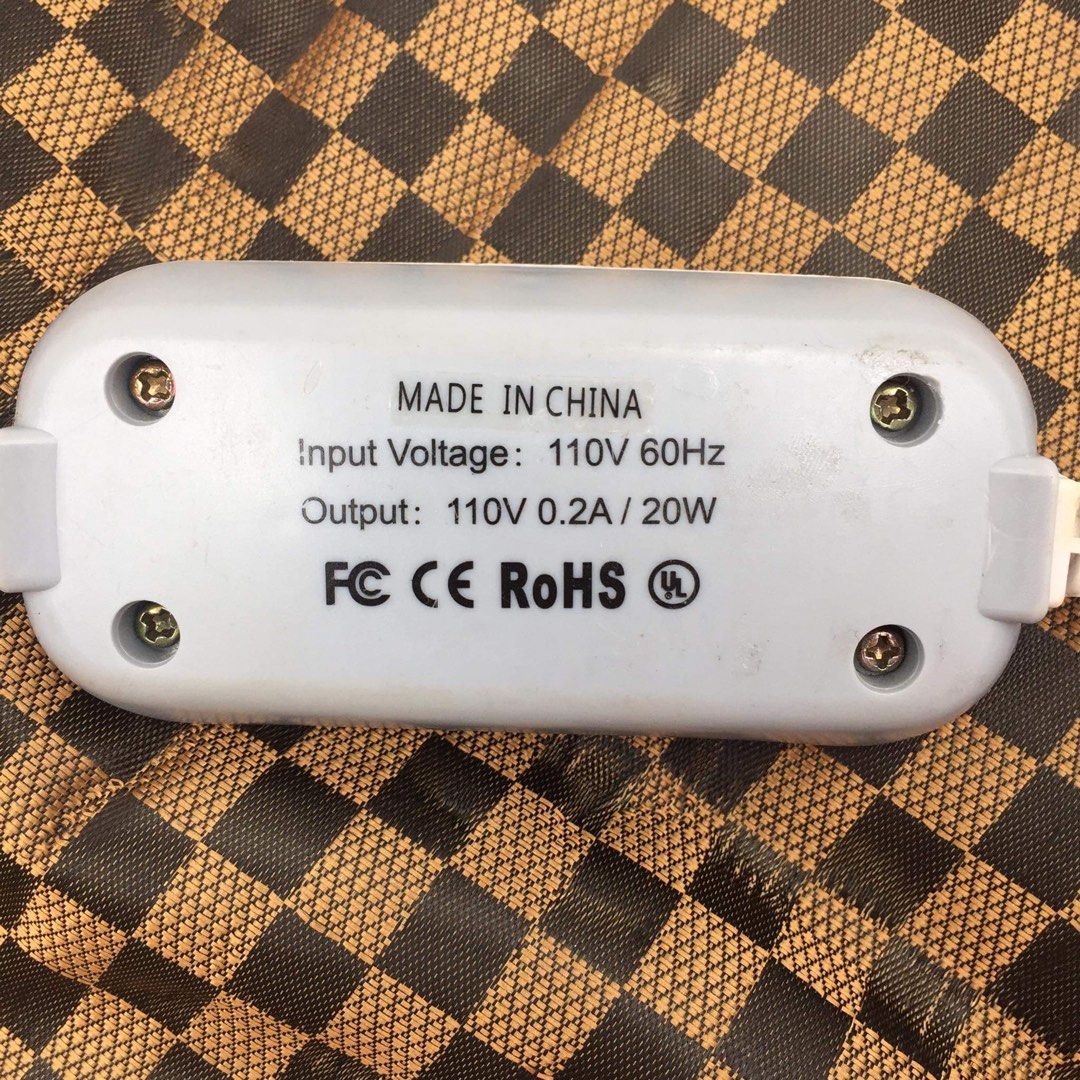 MADE IN CHINA
Input Voltage: 110V 60Hz
Output: 110V 0.2A / 20W
FC CE RoHS UL